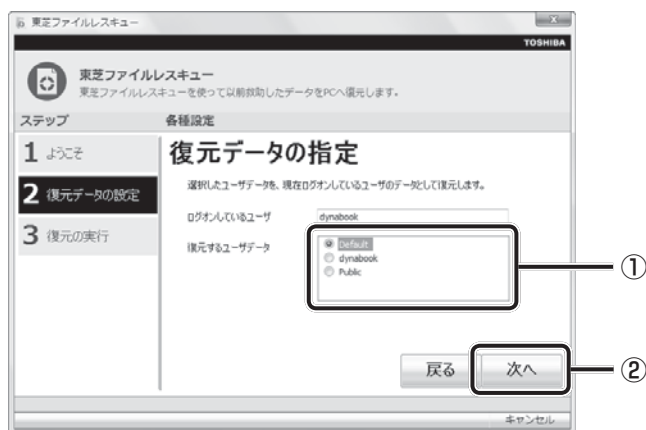 東芝ファイルレスキュー
TOSHIBA
東芝ファイルレスキュー
東芝ファイルレスキューを使って以前救助したデータをPCへ復元します。
ステップ 各種設定
1 ようこそ
2 復元データの設定
3 復元の実行
復元データの指定
選択したユーザデータを、現在ログオンしているユーザのデータとして復元します。
ログオンしているユーザ dynabook
復元するユーザデータ
Default
dynabook
Public
①
戻る 次へ ②
キャンセル